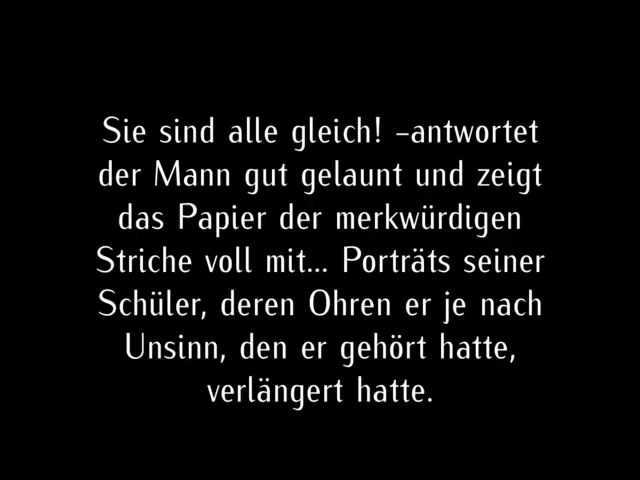 Sie sind alle gleich! –antwortet
der Mann gut gelaunt und zeigt
das Papier der merkwürdigen
Striche voll mit... Porträts seiner
Schüler, deren Ohren er je nach
Unsinn, den er gehört hatte,
verlängert hatte.